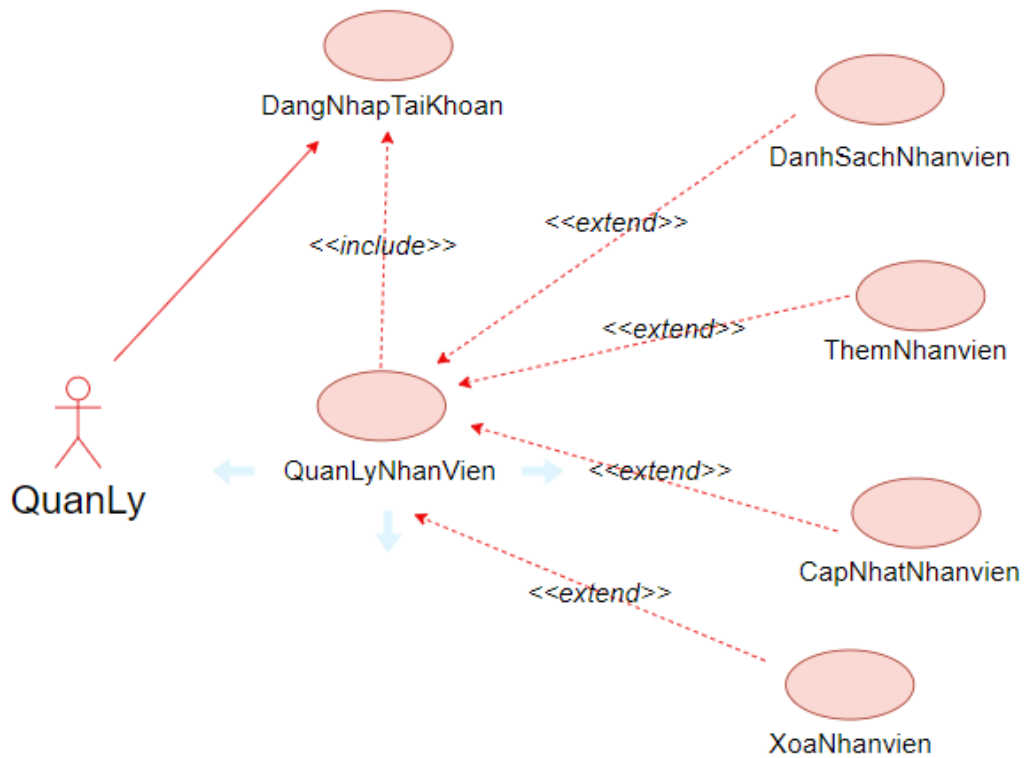 DangNhapTaiKhoan
DanhSachNhanvien
<<extend>>
<<include>>
<<extend>>
ThemNhanvien
QuanLyNhanVien
<<extend>>
QuanLy
CapNhatNhanvien
<<extend>>
XoaNhanvien